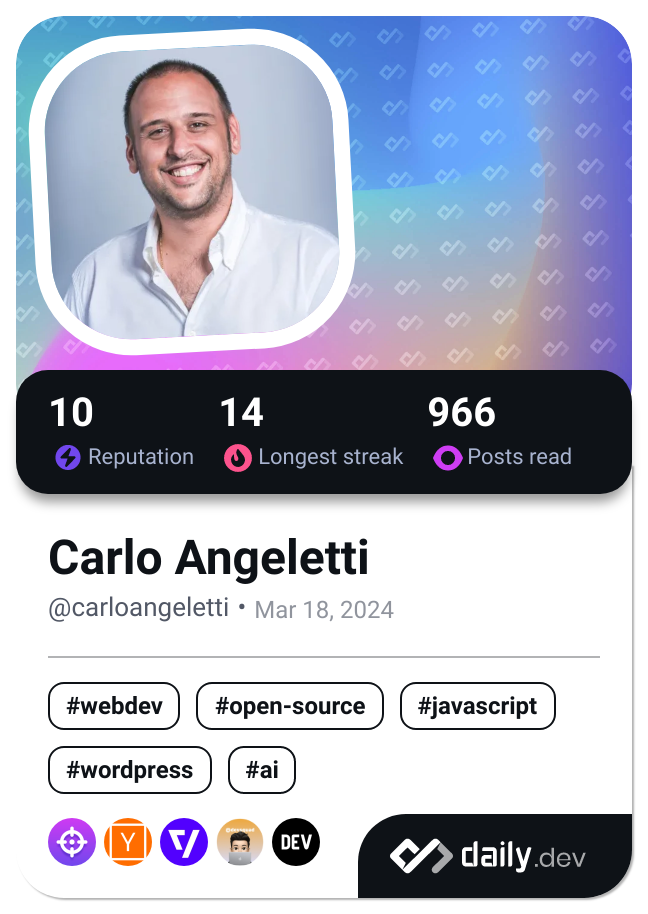 10 14 966
Reputation Longest streak Posts read
Carlo Angeletti
@carloangeletti • Mar 18, 2024
#webdev #open-source #javascript
#wordpress #ai
Y DEV
daily.dev